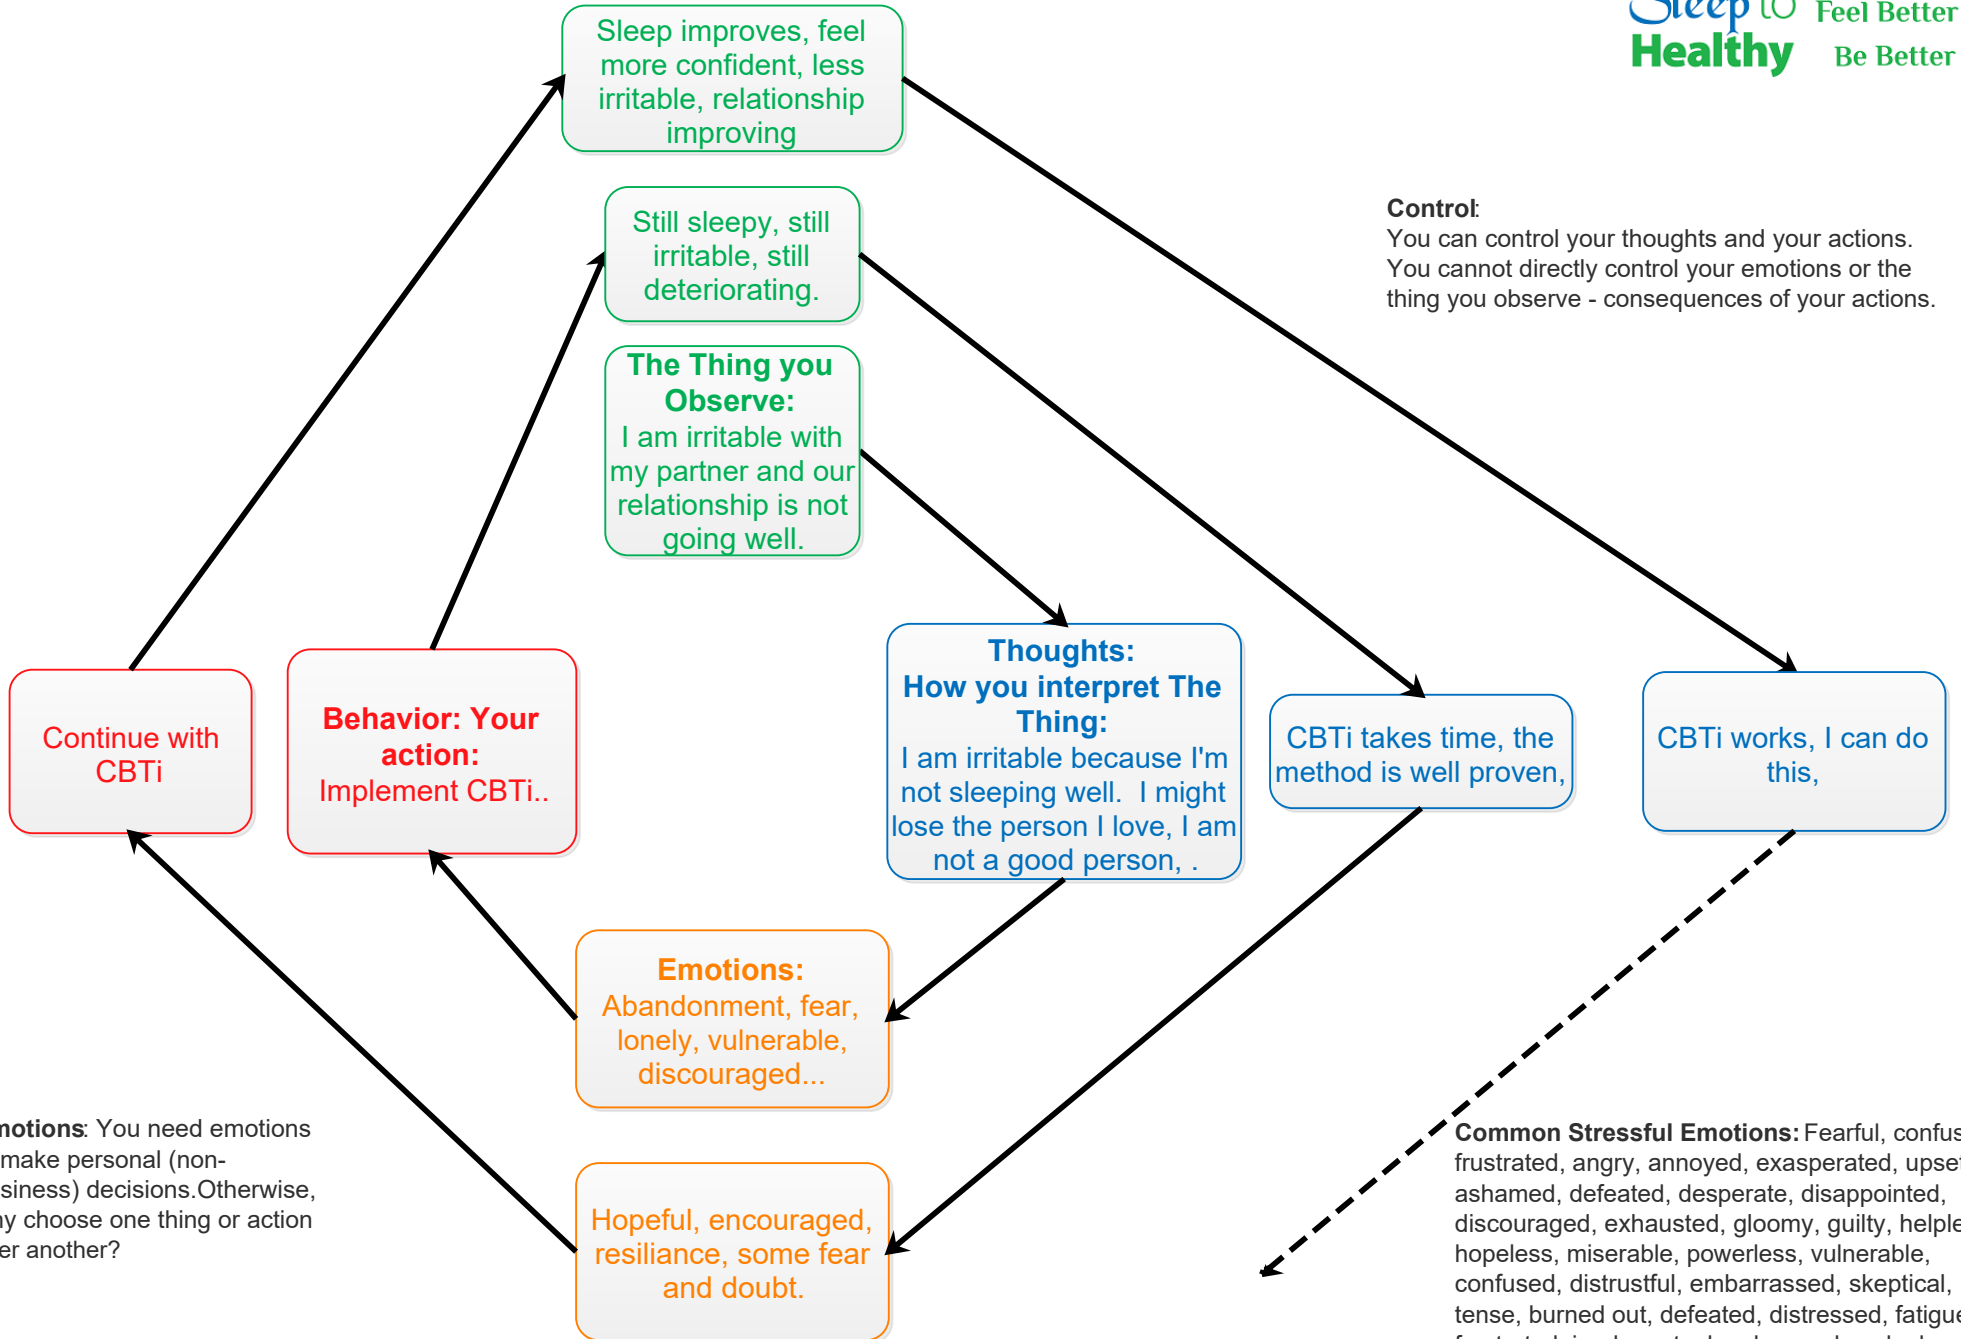 Sleep to Feel Better
Healthy Be Better
Sleep improves, feel
more confident, less
irritable, relationship
improving
Still sleepy, still
irritable, still
deteriorating.
Control:
You can control your thoughts and your actions.
You cannot directly control your emotions or the
thing you observe - consequences of your actions.
The Thing you
Observe:
I am irritable with
my partner and our
relationship is not
going well.
Continue with
CBTi
Behavior: Your
action:
Implement CBTi..
Thoughts:
How you interpret The
Thing:
I am irritable because I'm
not sleeping well. I might
lose the person I love, I am
not a good person, .
CBTi takes time, the
method is well proven,
CBTi works, I can do
this,
Emotions:
Abandonment, fear,
lonely, vulnerable,
discouraged...
: You need emotions
make personal (non-
decisions.Otherwise,
choose one thing or action
another?
Hopeful, encouraged,
resiliance, some fear
and doubt.
Common Stressful Emotions: Fearful,
frustrated, angry, annoyed, exasperated,
ashamed, defeated, desperate, disappointed,
discouraged, exhausted, gloomy, guilty,
hopeless, miserable, powerless, vulnerable,
confused, distrustful, embarrassed, skeptical,
tense, burned out, defeated, distressed,